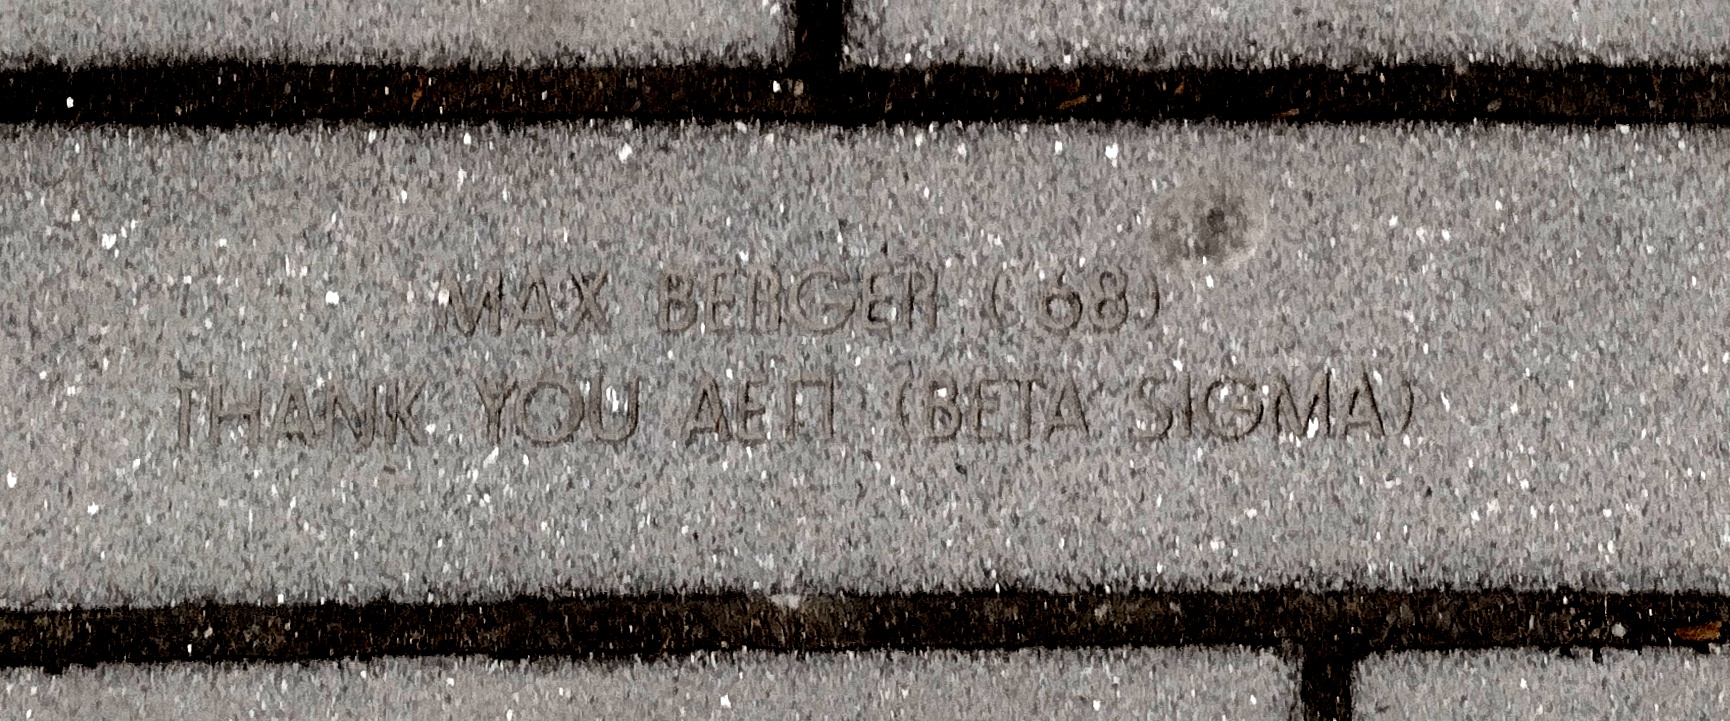 MAX BERGER ('68)
THANK YOU ΑΕΠ (BETA SIGMA)